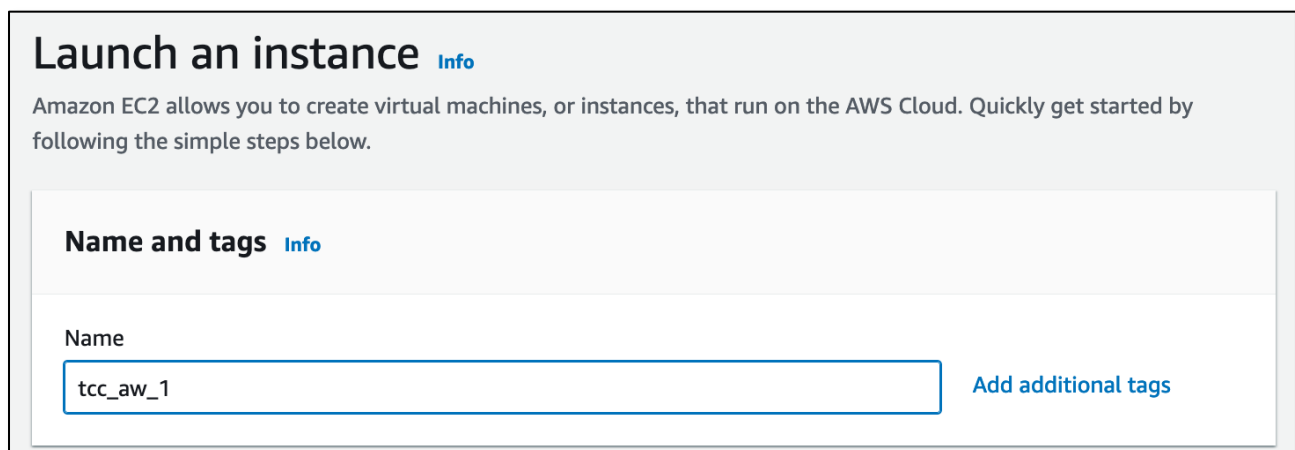 Launch an instance Info
Amazon EC2 allows you to create virtual machines, or instances, that run on the AWS Cloud. Quickly get started by
following the simple steps below.
Name and tags Info
Name
tcc_aw_1
Add additional tags